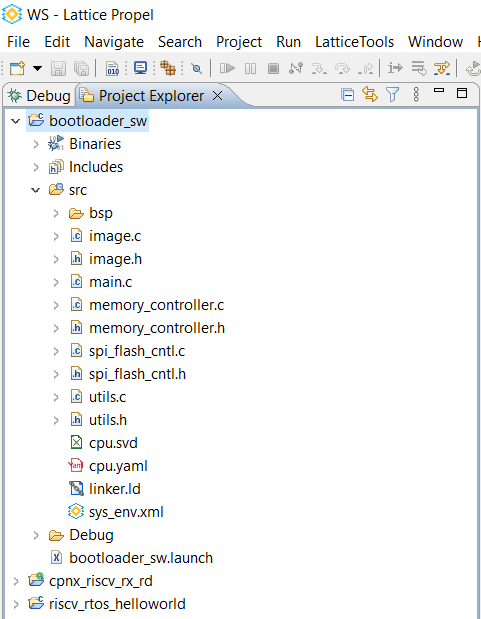 WS - Lattice Propel
File Edit Navigate Search Project Run LatticeTools Window
010
Debug Project Explorer
bootloader_sw
Binaries
Includes
src
bsp
image.c
image.h
main.c
memory_controller.c
memory_controller.h
spi_flash_cntl.c
spi_flash_cntl.h
utils.c
utils.h
cpu.svd
cpu.yaml
linker.ld
sys_env.xml
Debug
bootloader_sw.launch
cpnx_riscv_rx_rd
riscv_rtos_helloworld